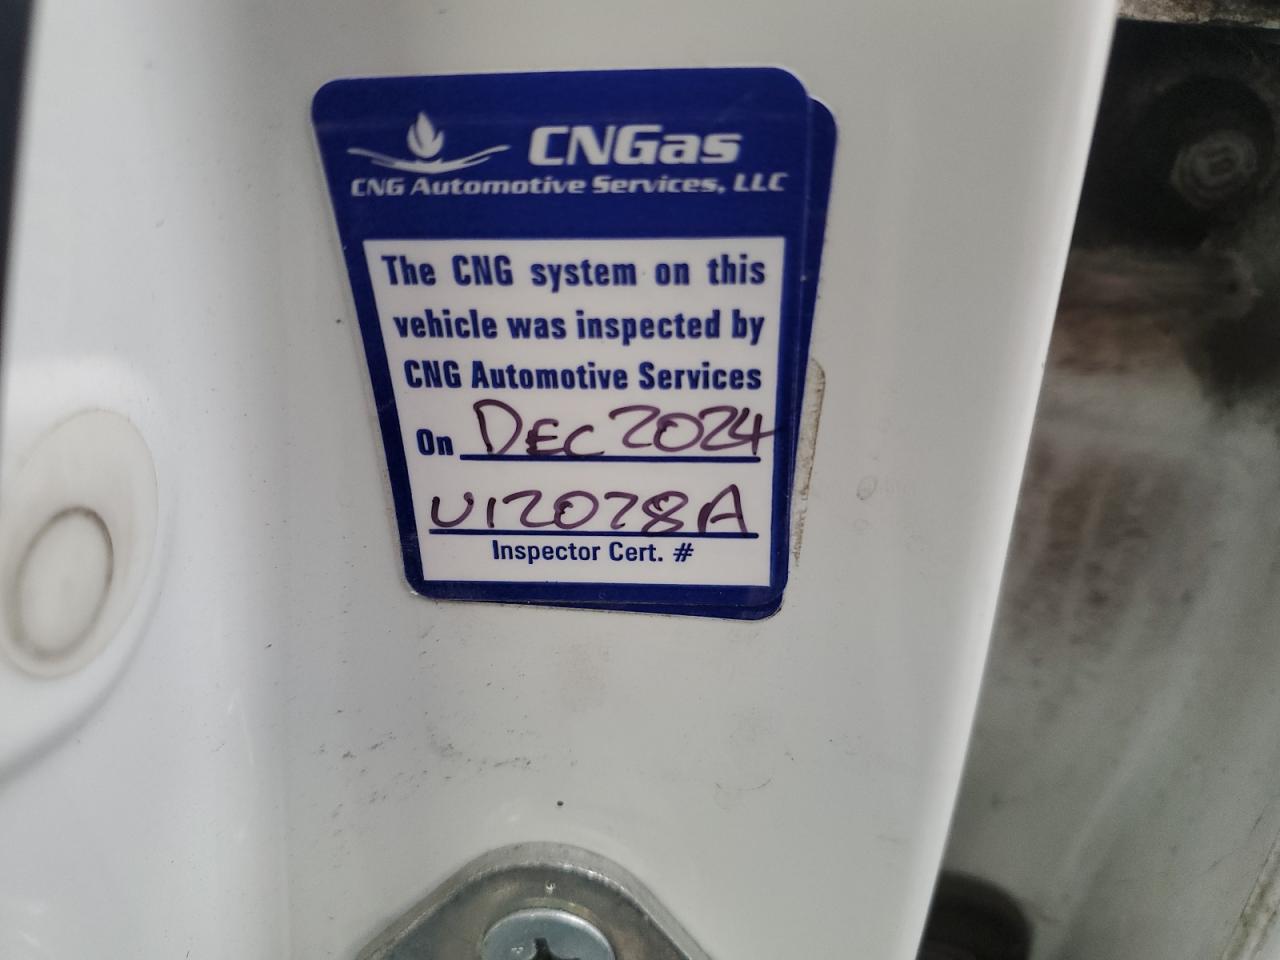 CNGas
CNG Automotive Services, LLC
The CNG system on this
vehicle was inspected by
CNG Automotive Services
On DEC 2024
U12078A
Inspector Cert. #